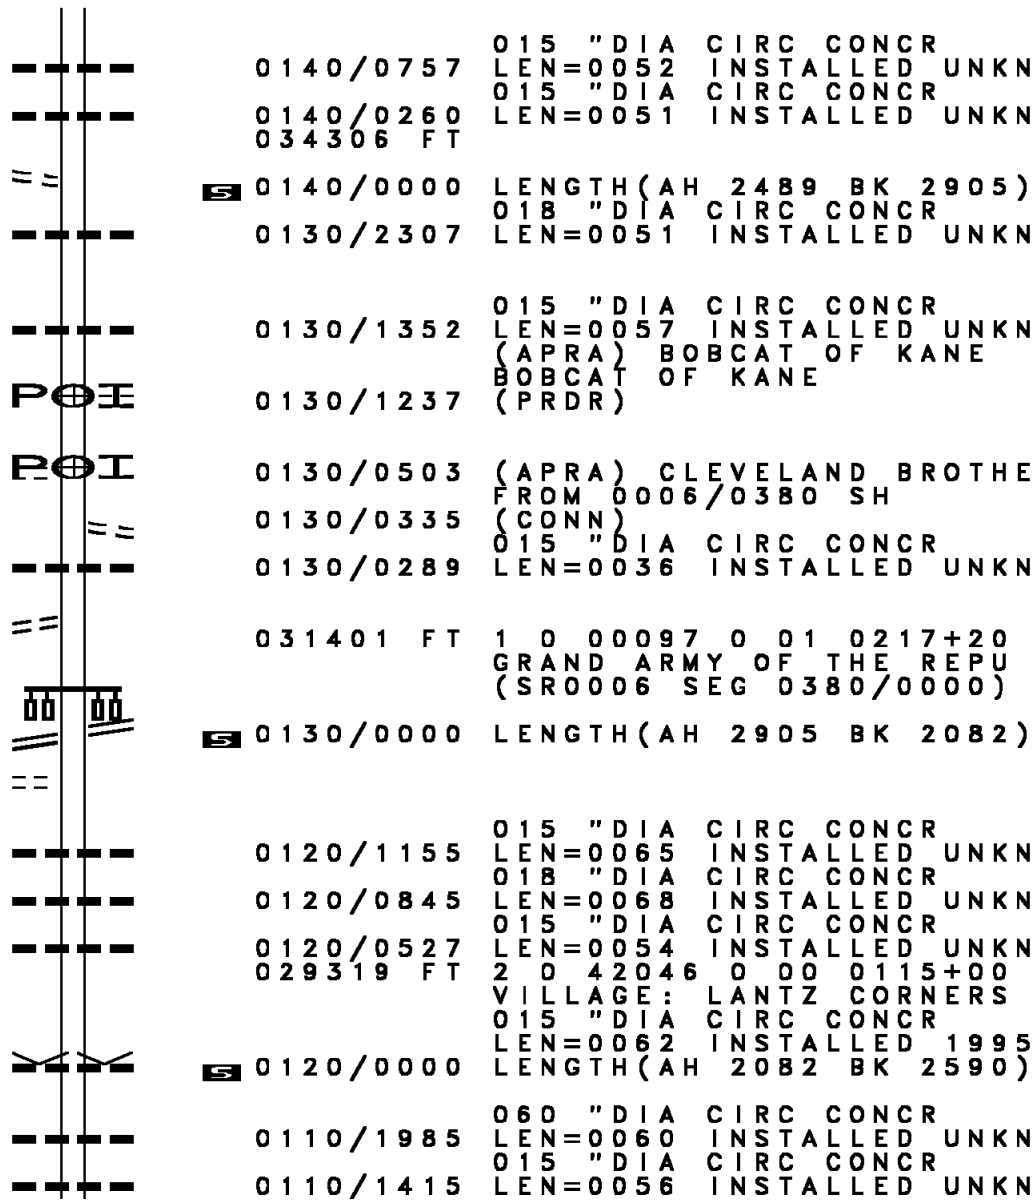 015 "DIA CIRC CONCR
0140/0757 LEN=0052 INSTALLED UNKN
015 "DIA CIRC CONCR
0140/0260 LEN=0051 INSTALLED UNKN
034306 FT
S 0140/0000 LENGTH(AH 2489 BK 2905)
018 "DIA CIRC CONCR
0130/2307 LEN=0051 INSTALLED UNKN
015 "DIA CIRC CONCR
0130/1352 LEN=0057 INSTALLED UNKN
(APRA) BOBCAT OF KANE
BOBCAT OF KANE
POI 0130/1237 (PRDR)
POI 0130/0503 (APRA) CLEVELAND BROTHE
FROM 0006/0380 SH
0130/0335 (CONN)
015 "DIA CIRC CONCR
0130/0289 LEN=0036 INSTALLED UNKN
031401 FT 1 0 00097 0 01 0217+20
GRAND ARMY OF THE REPU
(SR0006 SEG 0380/0000)
S 0130/0000 LENGTH(AH 2905 BK 2082)
015 "DIA CIRC CONCR
0120/1155 LEN=0065 INSTALLED UNKN
018 "DIA CIRC CONCR
0120/0845 LEN=0068 INSTALLED UNKN
015 "DIA CIRC CONCR
0120/0527 LEN=0054 INSTALLED UNKN
029319 FT 2 0 42046 0 00 0115+00
VILLAGE: LANTZ CORNERS
015 "DIA CIRC CONCR
LEN=0062 INSTALLED 1995
S 0120/0000 LENGTH(AH 2082 BK 2590)
060 "DIA CIRC CONCR
0110/1985 LEN=0060 INSTALLED UNKN
015 "DIA CIRC CONCR
0110/1415 LEN=0056 INSTALLED UNKN